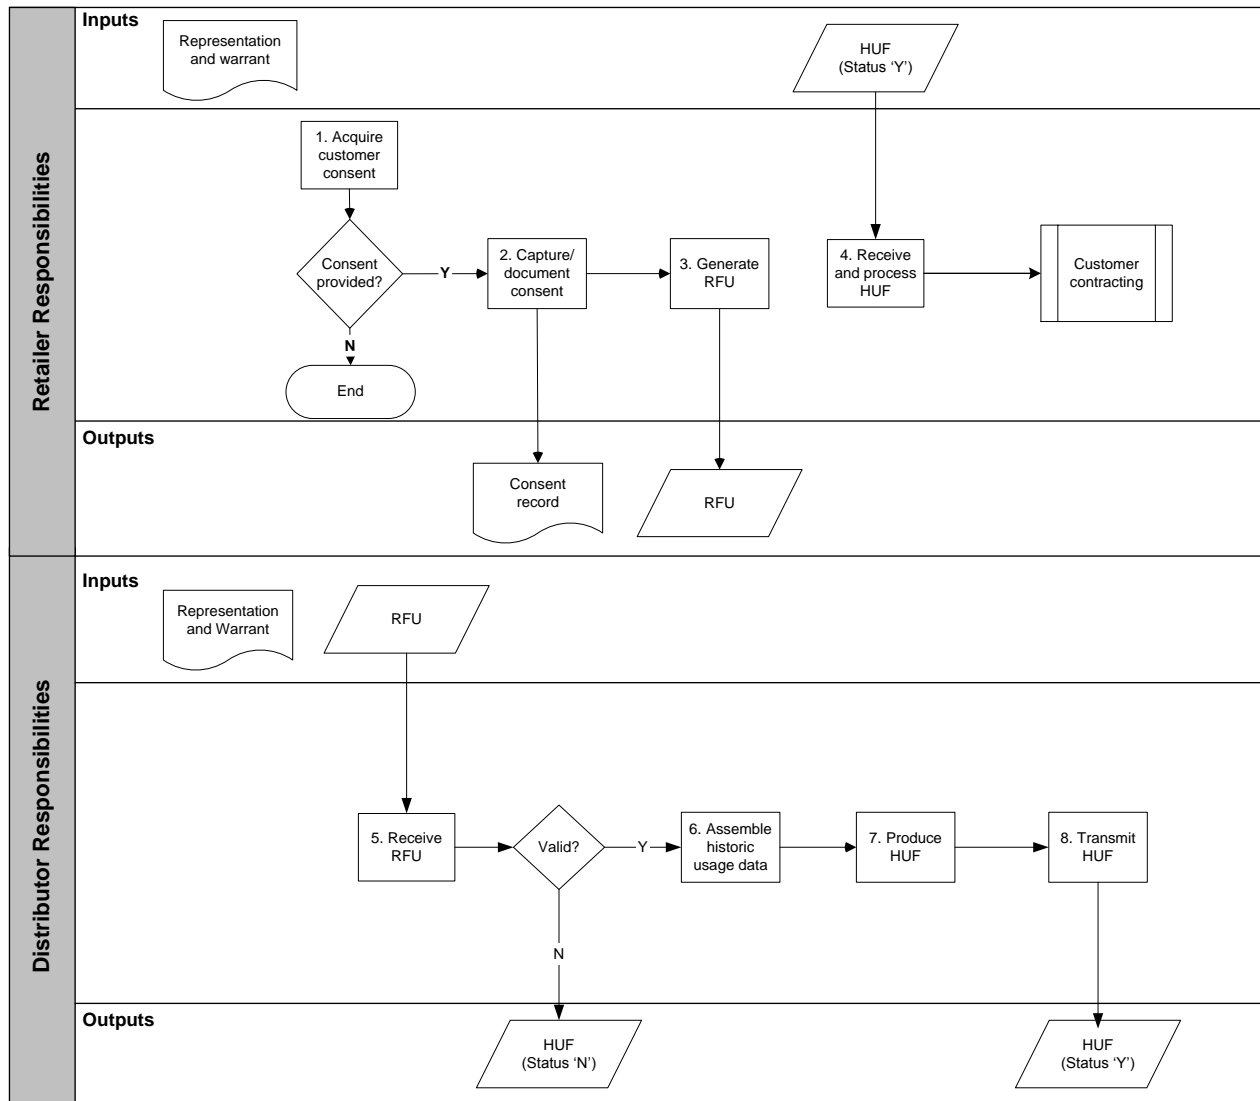 Retailer Responsibilities
Inputs
Representation
and warrant
HUF
(Status ‘Y’)
1. Acquire
customer
consent
Consent
provided?
Y
2. Capture/
document
consent
3. Generate
RFU
4. Receive
and process
HUF
Customer
contracting
N
End
Outputs
Consent
record
RFU
Distributor Responsibilities
Inputs
Representation
and Warrant
RFU
5. Receive
RFU
Valid?
Y
6. Assemble
historic
usage data
7. Produce
HUF
8. Transmit
HUF
N
Outputs
HUF
(Status ‘N’)
HUF
(Status ‘Y’)